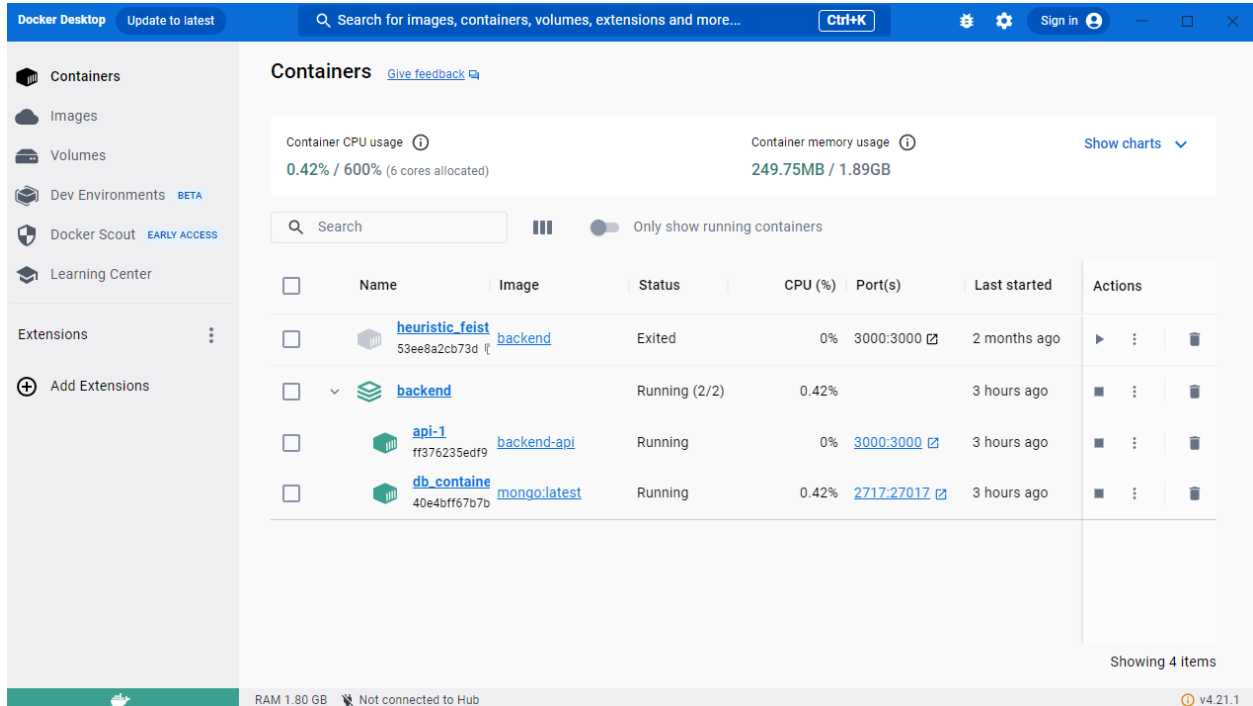 Docker Desktop Update to latest Search for images, containers, volumes, extensions and more... Ctrl+K Sign in
Containers
Images
Volumes
Dev Environments BETA
Docker Scout EARLY ACCESS
Learning Center
Extensions
Add Extensions
Containers Give feedback
Container CPU usage
0.42% / 600% (6 cores allocated)
Container memory usage
249.75MB / 1.89GB
Show charts
Search Only show running containers
Name Image Status CPU (%) Port(s) Last started Actions
heuristic_feist backend Exited 0% 3000:3000 2 months ago
53ee8a2cb73d
backend Running (2/2) 0.42% 3 hours ago
api-1 backend-api Running 0% 3000:3000 3 hours ago
ff376235edf9
db_containe mongo:latest Running 0.42% 2717:27017 3 hours ago
40e4bff67b7b
Showing 4 items
RAM 1.80 GB Not connected to Hub v4.21.1